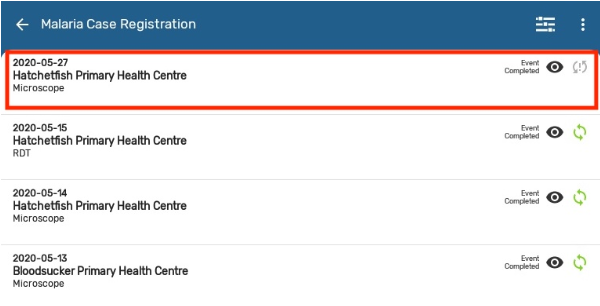 Malaria Case Registration
2020-05-27
Hatchetfish Primary Health Centre
Microscope
Event
Completed
2020-05-15
Hatchetfish Primary Health Centre
RDT
Event
Completed
2020-05-14
Hatchetfish Primary Health Centre
Microscope
Event
Completed
2020-05-13
Bloodsucker Primary Health Centre
Microscope
Event
Completed